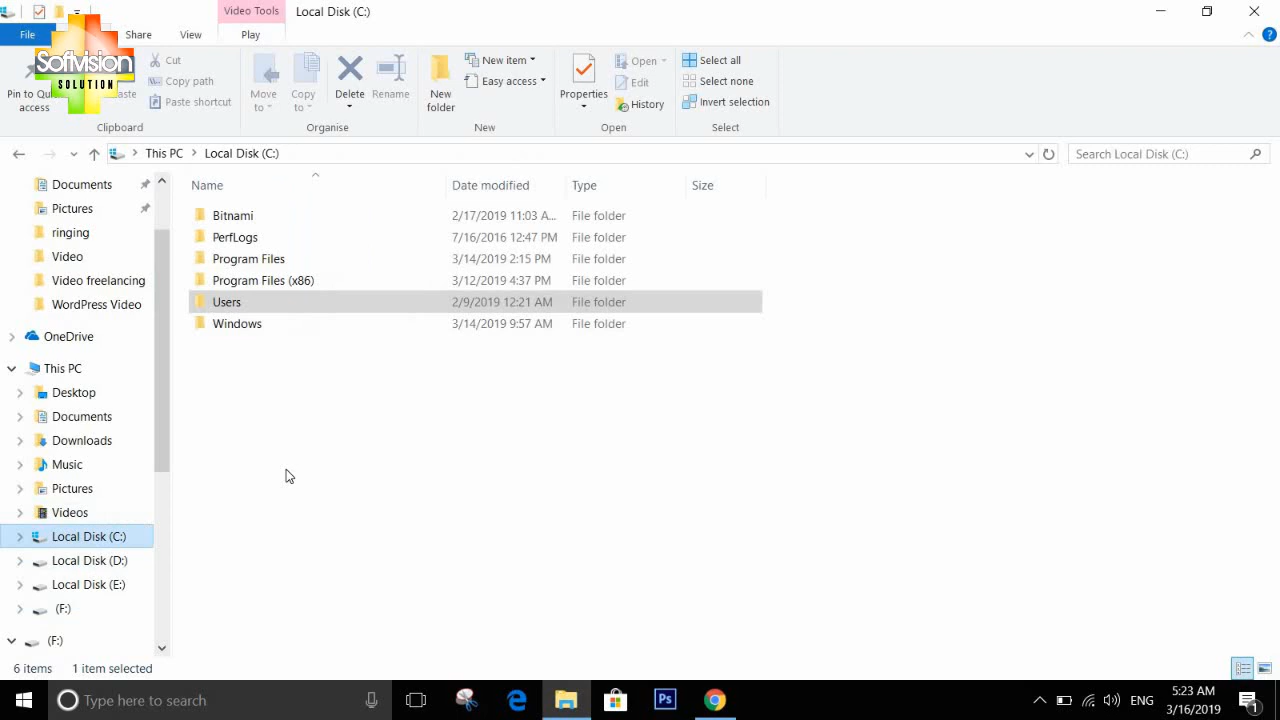 Video Tools
Local Disk (C:)
File
Share
View
Play
Softvision
SOLUTION
Pin to Qui
access
aste
Cut
Copy path
Paste shortcut
Clipboard
Move
to
Copy
to
Delete
Rename
Organise
New
folder
New item
Easy access
New
Properties
Open
Edit
History
Open
Select all
Select none
Invert selection
Select
This PC
Local Disk (C:)
Search Local Disk (C:)
Name
Date modified
Type
Size
Bitnami 2/17/2019 11:03 A... File folder
PerfLogs 7/16/2016 12:47 PM File folder
Program Files 3/14/2019 2:15 PM File folder
Program Files (x86) 3/12/2019 4:37 PM File folder
Users 2/9/2019 12:21 AM File folder
Windows 3/14/2019 9:57 AM File folder
Documents
Pictures
ringing
Video
Video freelancing
WordPress Video
OneDrive
This PC
Desktop
Documents
Downloads
Music
Pictures
Videos
Local Disk (C:)
Local Disk (D:)
Local Disk (E:)
(F:)
(F:)
6 items 1 item selected
Type here to search
Ps
ENG
5:23 AM
3/16/2019
1